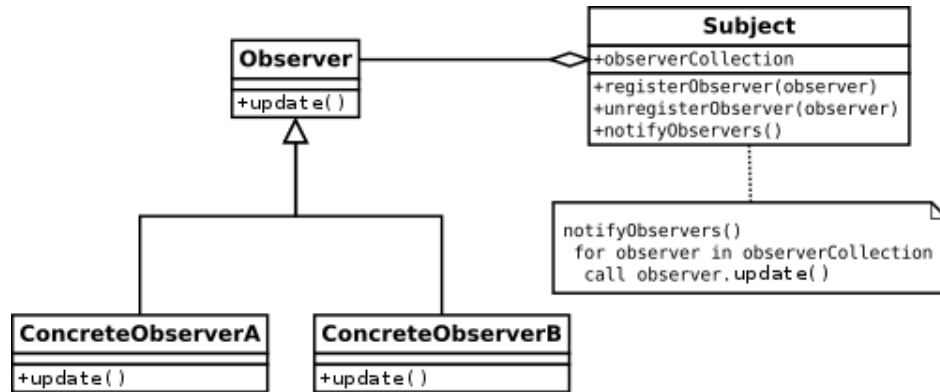 Observer
+update()
Subject
+observerCollection
+registerObserver(observer)
+unregisterObserver(observer)
+notifyObservers()
notifyObservers()
for observer in observerCollection
call observer.update()
ConcreteObserverA
+update()
ConcreteObserverB
+update()